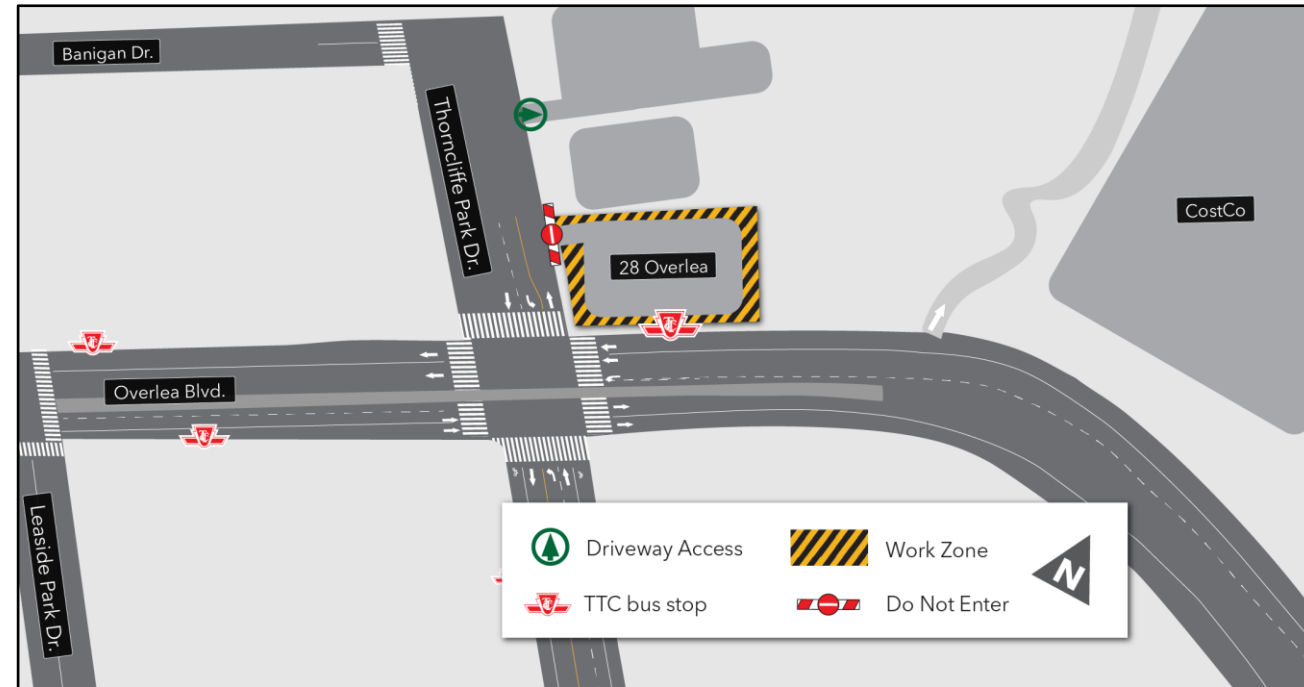 Banigan Dr.
Thorncliffe Park Dr.
CostCo
28 Overlea
Overlea Blvd.
Leaside Park Dr.
Driveway Access
Work Zone
N
TTC bus stop
Do Not Enter